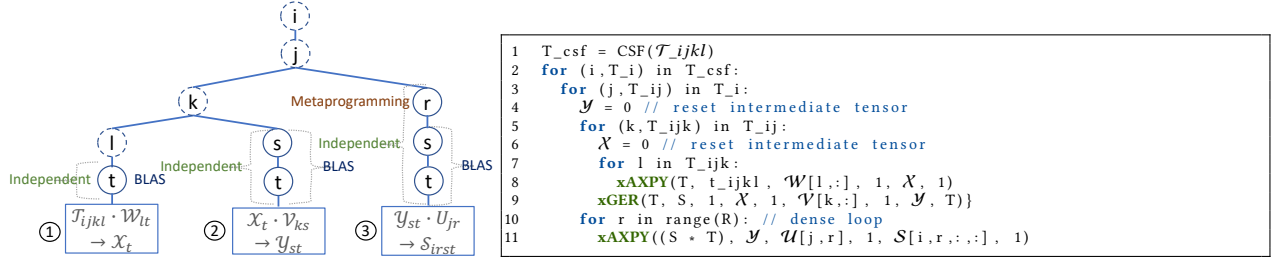 i
j
k
Metaprogramming r
l
s
Independent s
Independent
BLAS
BLAS
Independent t BLAS
t
t
① 𝒯ijkl · 𝒲lt → 𝒳t
② 𝒳t · 𝒱ks → 𝒴st
③ 𝒴st · Ujr → 𝒮irst
1 T_csf = CSF(𝒯_ijkl)
2 for (i,T_i) in T_csf:
3 for (j,T_ij) in T_i:
4 𝒴 = 0 // reset intermediate tensor
5 for (k,T_ijk) in T_ij:
6 𝒳 = 0 // reset intermediate tensor
7 for l in T_ijk:
8 xAXPY(T, t_ijkl, 𝒲[l,:], 1, 𝒳, 1)
9 xGER(T, S, 1, 𝒳, 1, 𝒱[k,:], 1, 𝒴, T)}
10 for r in range(R): // dense loop
11 xAXPY((S * T), 𝒴, 𝒰[j,r], 1, 𝒮[i,r,:,:], 1)